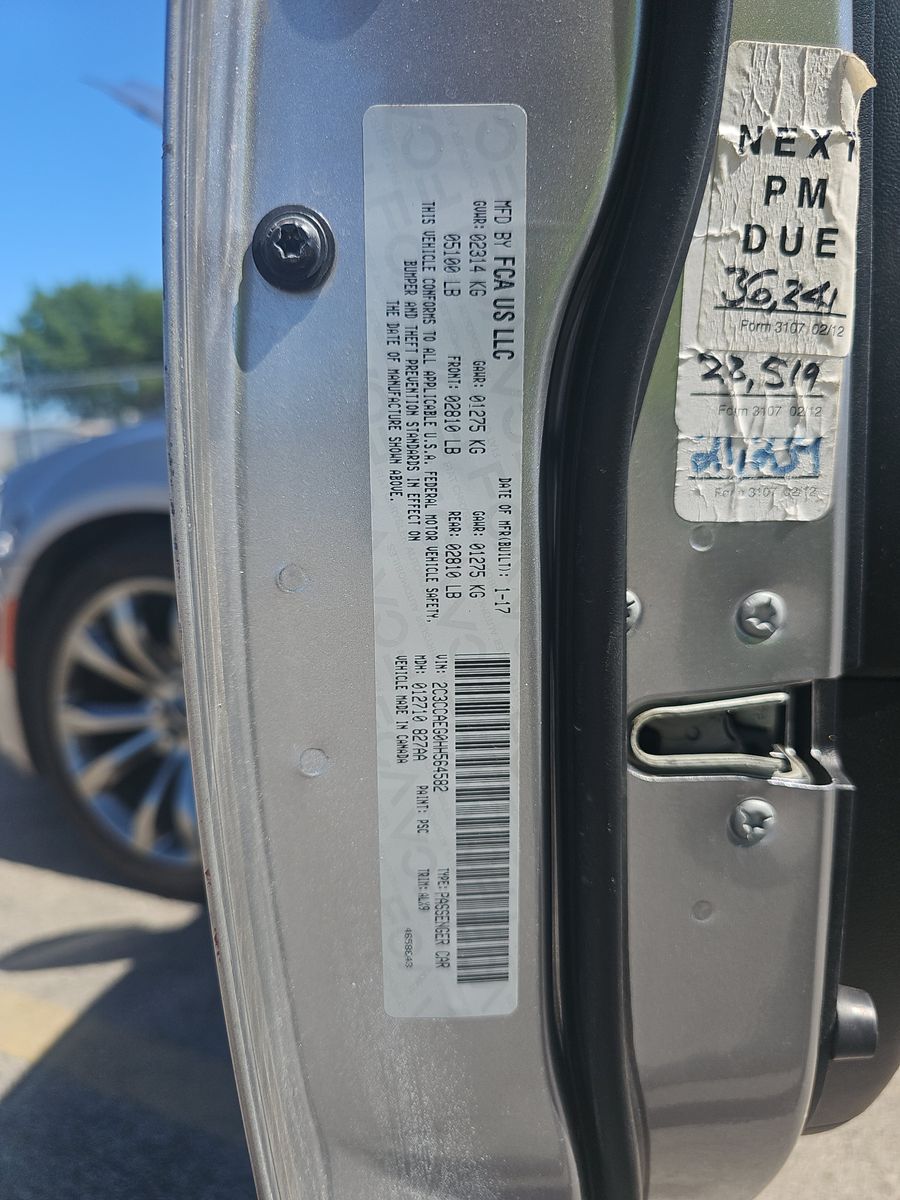 MFD BY FCA US LLC
DATE OF MFR(BUILT): 1-17
GVWR: 02314 KG
GAWR: 01275 KG
GAWR: 01275 KG
05100 LB
FRONT: 02810 LB
REAR: 02810 LB
THIS VEHICLE CONFORMS TO ALL APPLICABLE U.S.A. FEDERAL MOTOR VEHICLE SAFETY,
BUMPER AND THEFT PREVENTION STANDARDS IN EFFECT ON
THE DATE OF MANUFACTURE SHOWN ABOVE.
VIN: 2C3CCAEG0HH564582
TYPE: PASSENGER CAR
MDH: 012710 827AA
PAINT: PSC
TRIM: ALX9
VEHICLE MADE IN CANADA
NEXT
PM
DUE
36,241
Form 3107 02/12
23,519
Form 3107 02/12
Form 3107 02/12